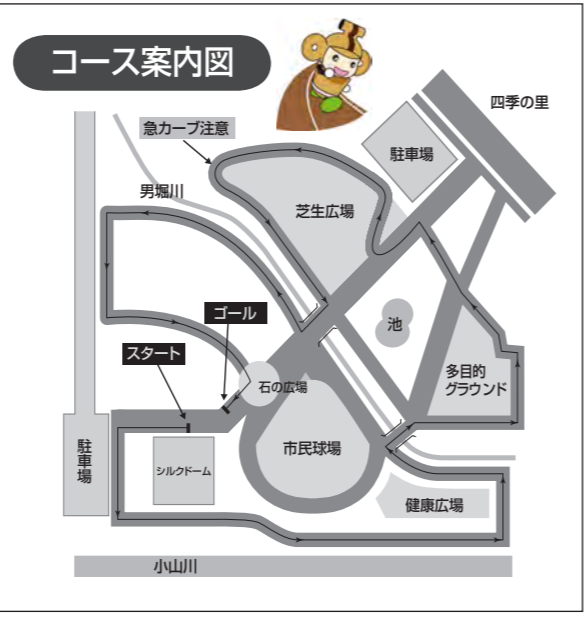 コース案内図
四季の里
急カーブ注意
駐車場
男堀川
芝生広場
ゴール
池
スタート
石の広場
多目的
グラウンド
市民球場
駐車場
シルクドーム
健康広場
小山川